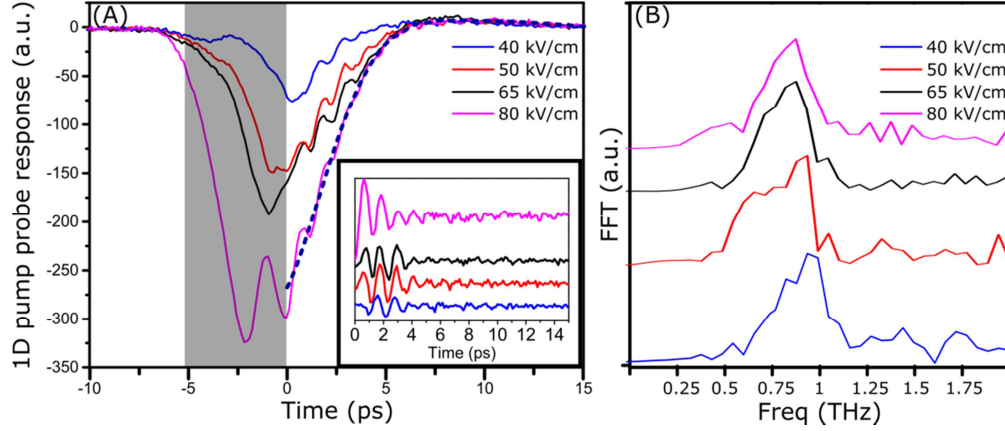 (A)
1D pump probe response (a.u.)
0
-50
-100
-150
-200
-250
-300
-350
-10
-5
0
5
10
15
Time (ps)
40 kV/cm
50 kV/cm
65 kV/cm
80 kV/cm
0
2
4
6
8
10
12
14
Time (ps)
(B)
FFT (a.u.)
40 kV/cm
50 kV/cm
65 kV/cm
80 kV/cm
0.25
0.5
0.75
1
1.25
1.5
1.75
Freq (THz)